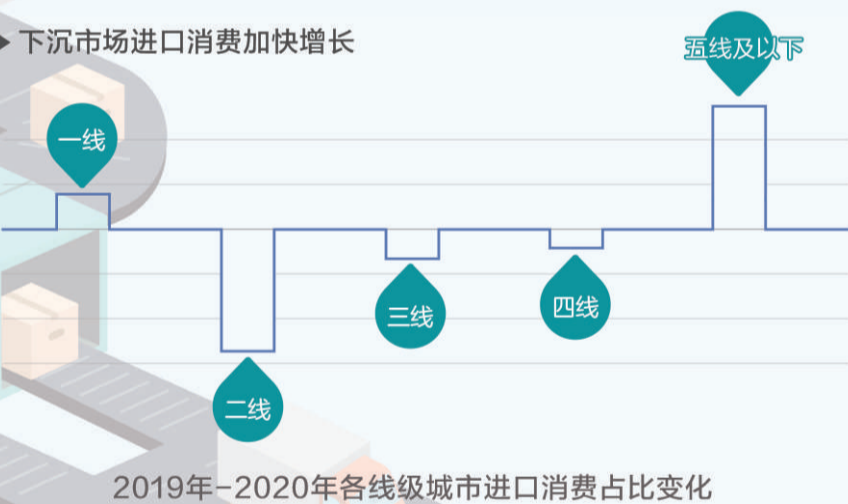 下沉市场进口消费加快增长
五线及以下
一线
三线
四线
二线
2019年-2020年各线级城市进口消费占比变化